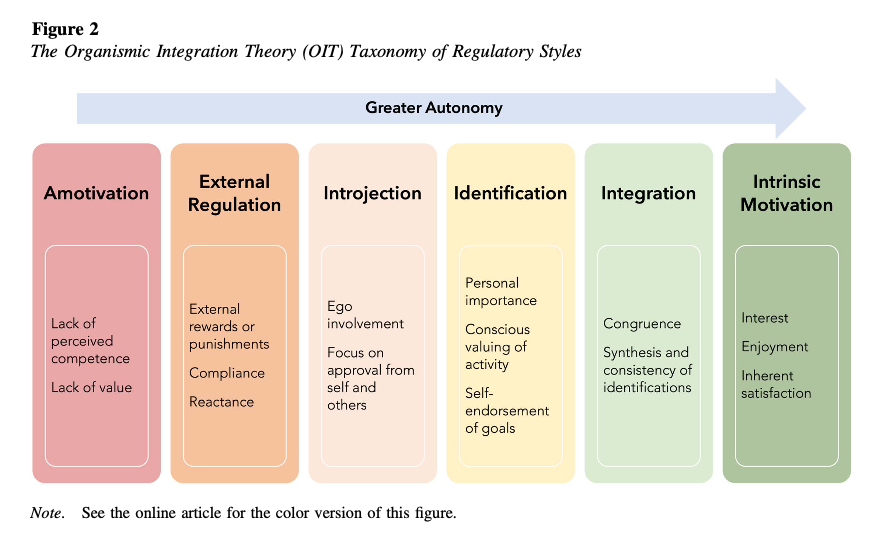 Figure 2
The Organismic Integration Theory (OIT) Taxonomy of Regulatory Styles
Greater Autonomy
Amotivation
Lack of
perceived
competence
Lack of value
External
Regulation
External
rewards or
punishments
Compliance
Reactance
Introjection
Ego
involvement
Focus on
approval from
self and
others
Identification
Personal
importance
Conscious
valuing of
activity
Self-
endorsement
of goals
Integration
Congruence
Synthesis and
consistency of
identifications
Intrinsic
Motivation
Interest
Enjoyment
Inherent
satisfaction
Note. See the online article for the color version of this figure.